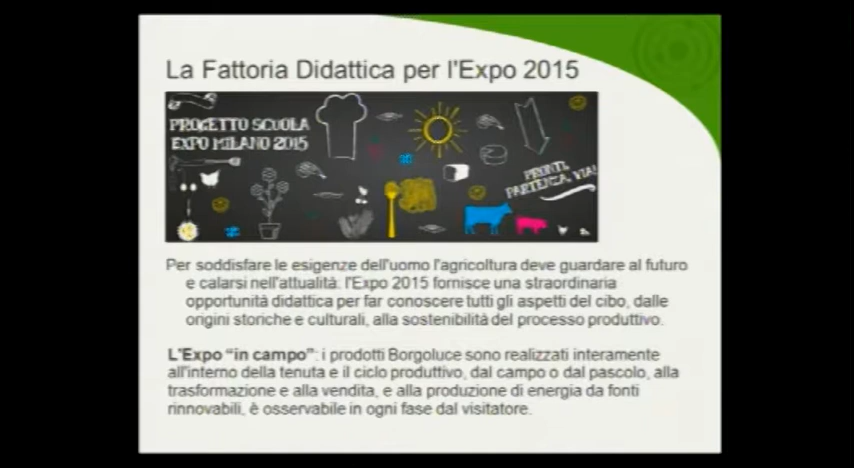 La Fattoria Didattica per l'Expo 2015
PROGETTO SCUOLA
EXPO MILANO 2015
PRONTI,
PARTENZA, VIA!
Per soddisfare le esigenze dell'uomo l'agricoltura deve guardare al futuro
e calarsi nell'attualità: l'Expo 2015 fornisce una straordinaria
opportunità didattica per far conoscere tutti gli aspetti del cibo, dalle
origini storiche e culturali, alla sostenibilità del processo produttivo.
L'Expo “in campo”: i prodotti Borgoluce sono realizzati interamente
all'interno della tenuta e il ciclo produttivo, dal campo o dal pascolo, alla
trasformazione e alla vendita, e alla produzione di energia da fonti
rinnovabili, è osservabile in ogni fase dal visitatore.